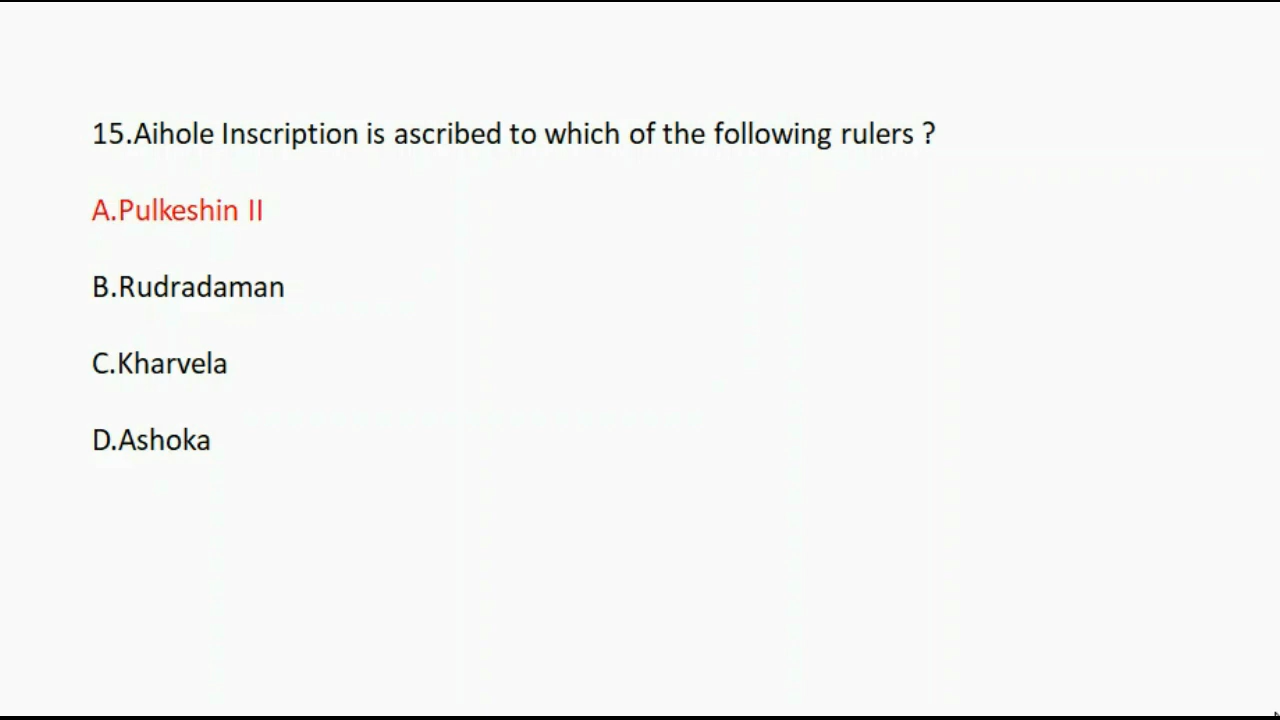 15.Aihole Inscription is ascribed to which of the following rulers ?
A.Pulkeshin II
B.Rudradaman
C.Kharvela
D.Ashoka